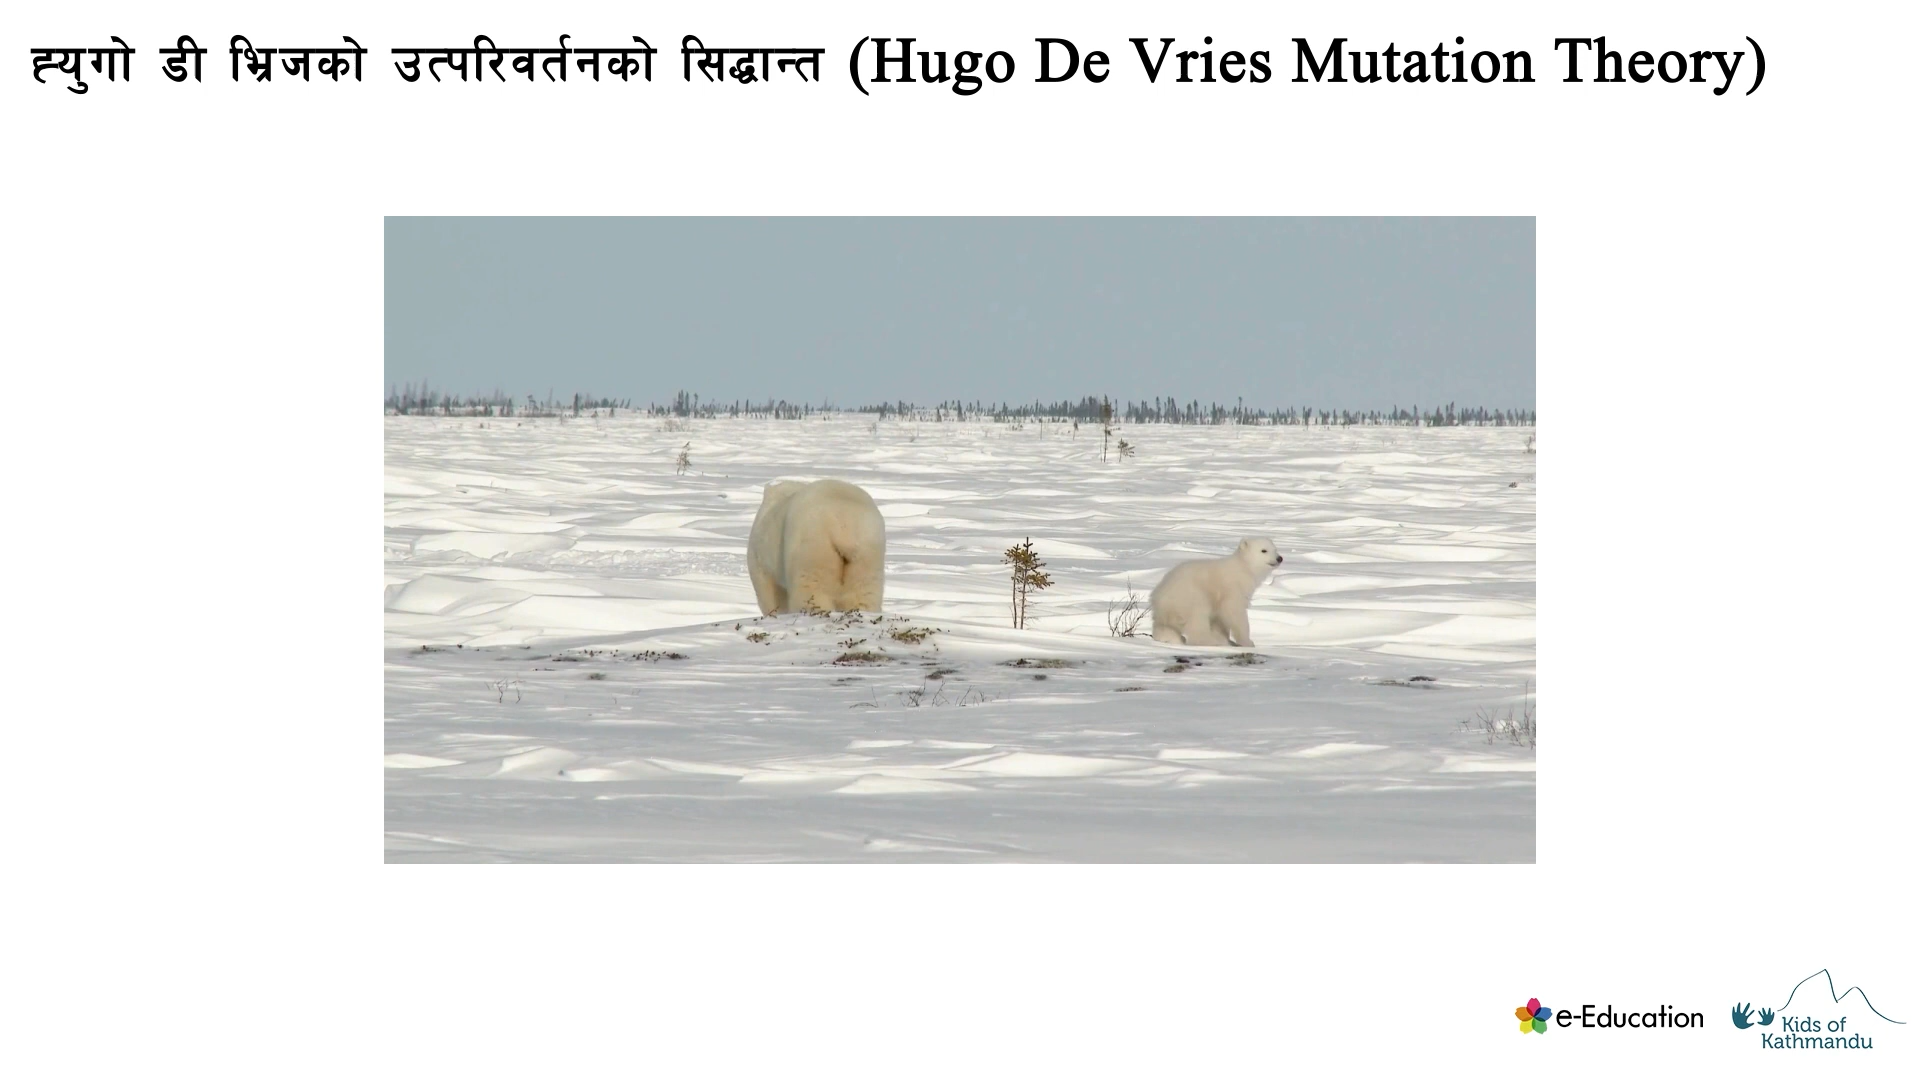 ह्युगो डी भ्रिजको उत्परिवर्तनको सिद्धान्त (Hugo De Vries Mutation Theory)
e-Education
Kids of
Kathmandu